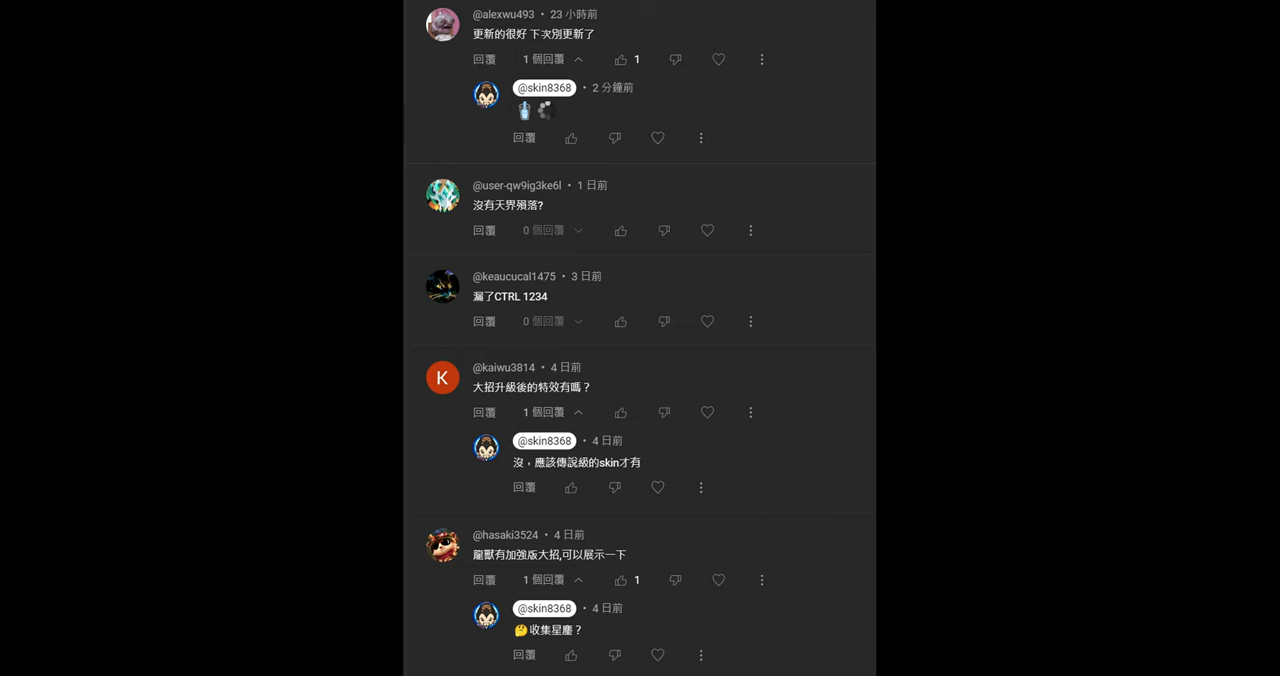 @alexwu493 • 23 小時前
更新的很好 下次別更新了
回覆 1 個回覆 1
@skin8368 • 2 分鐘前
回覆
@user-qw9ig3ke6l • 1 日前
沒有天界殞落?
回覆 0 個回覆
@keaucucal1475 • 3 日前
漏了CTRL 1234
回覆 0 個回覆
K
@kaiwu3814 • 4 日前
大招升級後的特效有嗎？
回覆 1 個回覆
@skin8368 • 4 日前
沒，應該傳說級的skin才有
回覆
@hasaki3524 • 4 日前
龍獸有加強版大招,可以展示一下
回覆 1 個回覆 1
@skin8368 • 4 日前
🤔收集星塵？
回覆